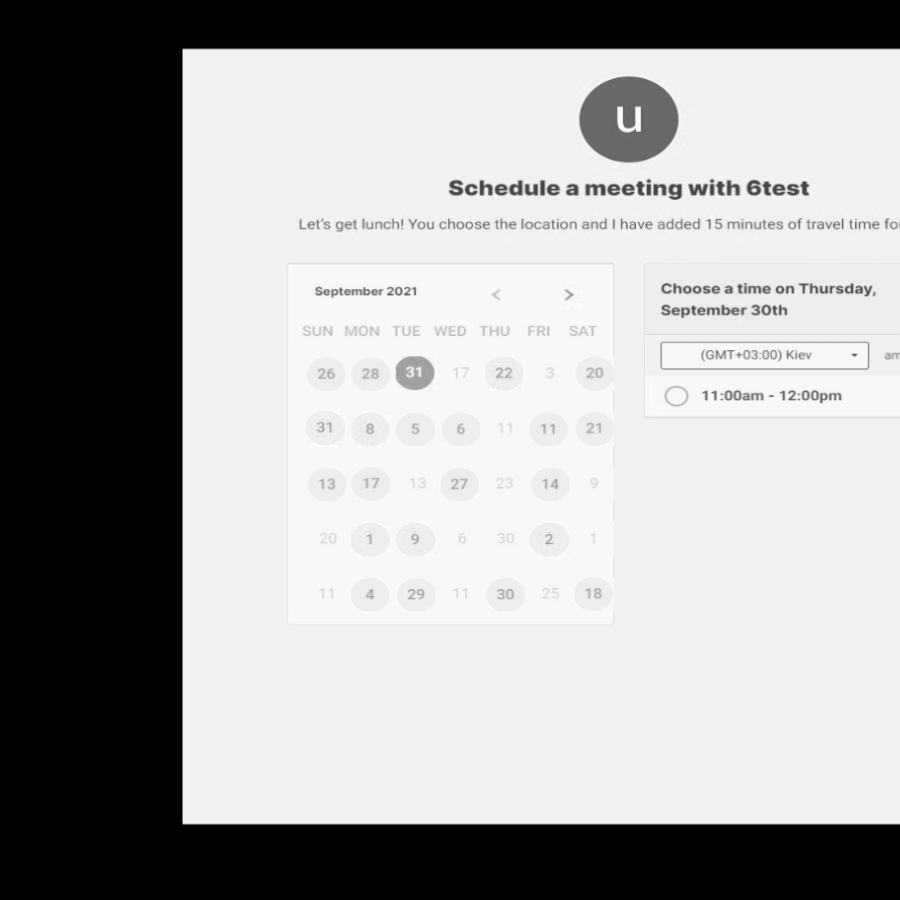 u
Schedule a meeting with 6test
Let's get lunch! You choose the location and I have added 15 minutes of travel time for
September 2021 < >
SUN MON TUE WED THU FRI SAT
26 28 31 17 22 3 20
31 8 5 6 11 11 21
13 17 13 27 23 14 9
20 1 9 6 30 2 1
11 4 29 11 30 25 18
Choose a time on Thursday,
September 30th
(GMT+03:00) Kiev am
11:00am - 12:00pm